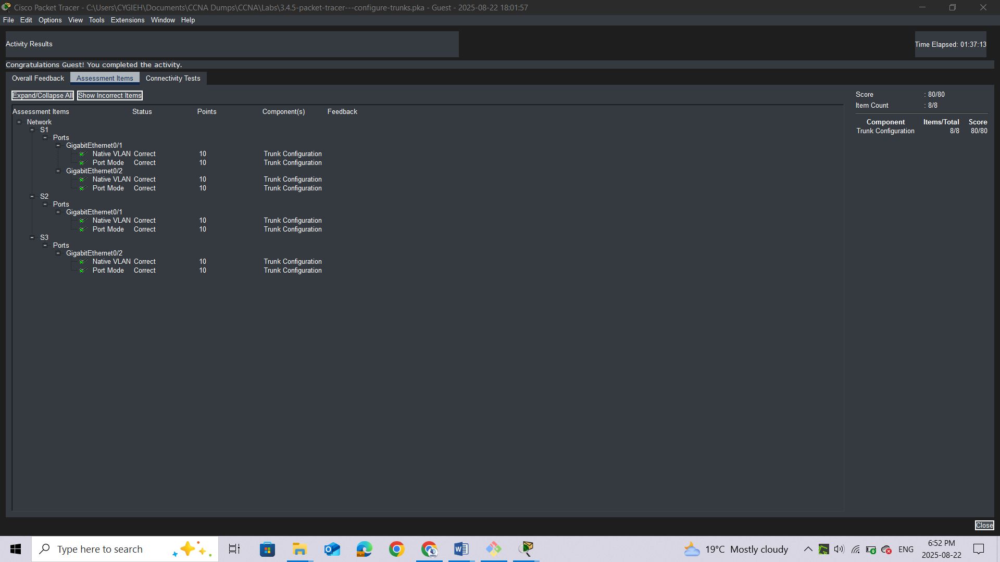 Cisco Packet Tracer - C:\Users\CYGIEH\Documents\CCNA Dumps\CCNA\Labs\3.4.5-packet-tracer---configure-trunks.pka - Guest - 2025-08-22 18:01:57
File Edit Options View Tools Extensions Window Help
Activity Results
Time Elapsed: 01:37:13
Congratulations Guest! You completed the activity.
Overall Feedback Assessment Items Connectivity Tests
Expand/Collapse All Show Incorrect Items
Assessment Items Status Points Component(s) Feedback
Network
S1
Ports
GigabitEthernet0/1
Native VLAN Correct 10 Trunk Configuration
Port Mode Correct 10 Trunk Configuration
GigabitEthernet0/2
Native VLAN Correct 10 Trunk Configuration
Port Mode Correct 10 Trunk Configuration
S2
Ports
GigabitEthernet0/1
Native VLAN Correct 10 Trunk Configuration
Port Mode Correct 10 Trunk Configuration
S3
Ports
GigabitEthernet0/2
Native VLAN Correct 10 Trunk Configuration
Port Mode Correct 10 Trunk Configuration
Score : 80/80
Item Count : 8/8
Component Items/Total Score
Trunk Configuration 8/8 80/80
Close
Type here to search
19°C Mostly cloudy
ENG
6:52 PM
2025-08-22